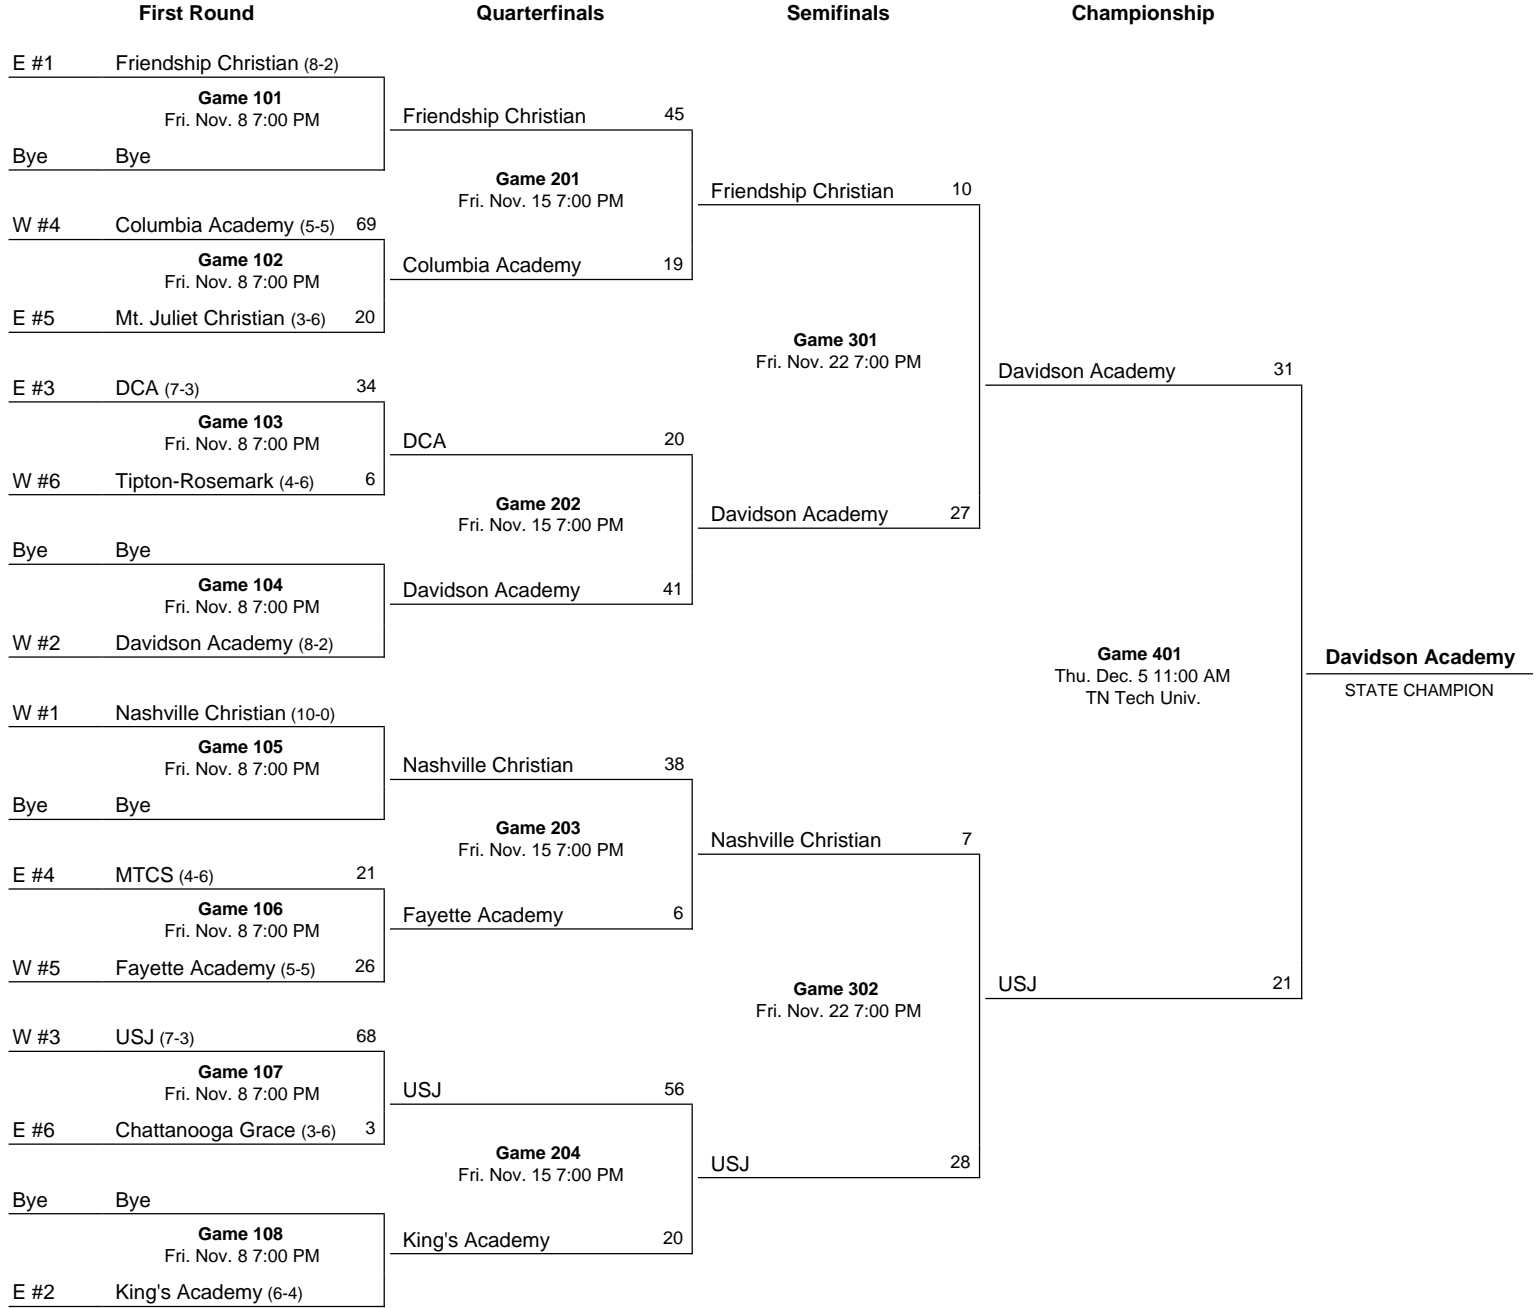 First Round Quarterfinals Semifinals Championship
E #1 Friendship Christian (8-2)
Game 101
Fri. Nov. 8 7:00 PM
Bye Bye
W #4 Columbia Academy (5-5) 69
Game 102
Fri. Nov. 8 7:00 PM
E #5 Mt. Juliet Christian (3-6) 20
E #3 DCA (7-3) 34
Game 103
Fri. Nov. 8 7:00 PM
W #6 Tipton-Rosemark (4-6) 6
Bye Bye
Game 104
Fri. Nov. 8 7:00 PM
W #2 Davidson Academy (8-2)
W #1 Nashville Christian (10-0)
Game 105
Fri. Nov. 8 7:00 PM
Bye Bye
E #4 MTCS (4-6) 21
Game 106
Fri. Nov. 8 7:00 PM
W #5 Fayette Academy (5-5) 26
W #3 USJ (7-3) 68
Game 107
Fri. Nov. 8 7:00 PM
E #6 Chattanooga Grace (3-6) 3
Bye Bye
Game 108
Fri. Nov. 8 7:00 PM
E #2 King's Academy (6-4)
Friendship Christian 45
Game 201
Fri. Nov. 15 7:00 PM
Columbia Academy 19
DCA 20
Game 202
Fri. Nov. 15 7:00 PM
Davidson Academy 41
Nashville Christian 38
Game 203
Fri. Nov. 15 7:00 PM
Fayette Academy 6
USJ 56
Game 204
Fri. Nov. 15 7:00 PM
King's Academy 20
Friendship Christian 10
Game 301
Fri. Nov. 22 7:00 PM
Davidson Academy 27
Nashville Christian 7
Game 302
Fri. Nov. 22 7:00 PM
USJ 28
Davidson Academy 31
Game 401
Thu. Dec. 5 11:00 AM
TN Tech Univ.
USJ 21
Davidson Academy
STATE CHAMPION